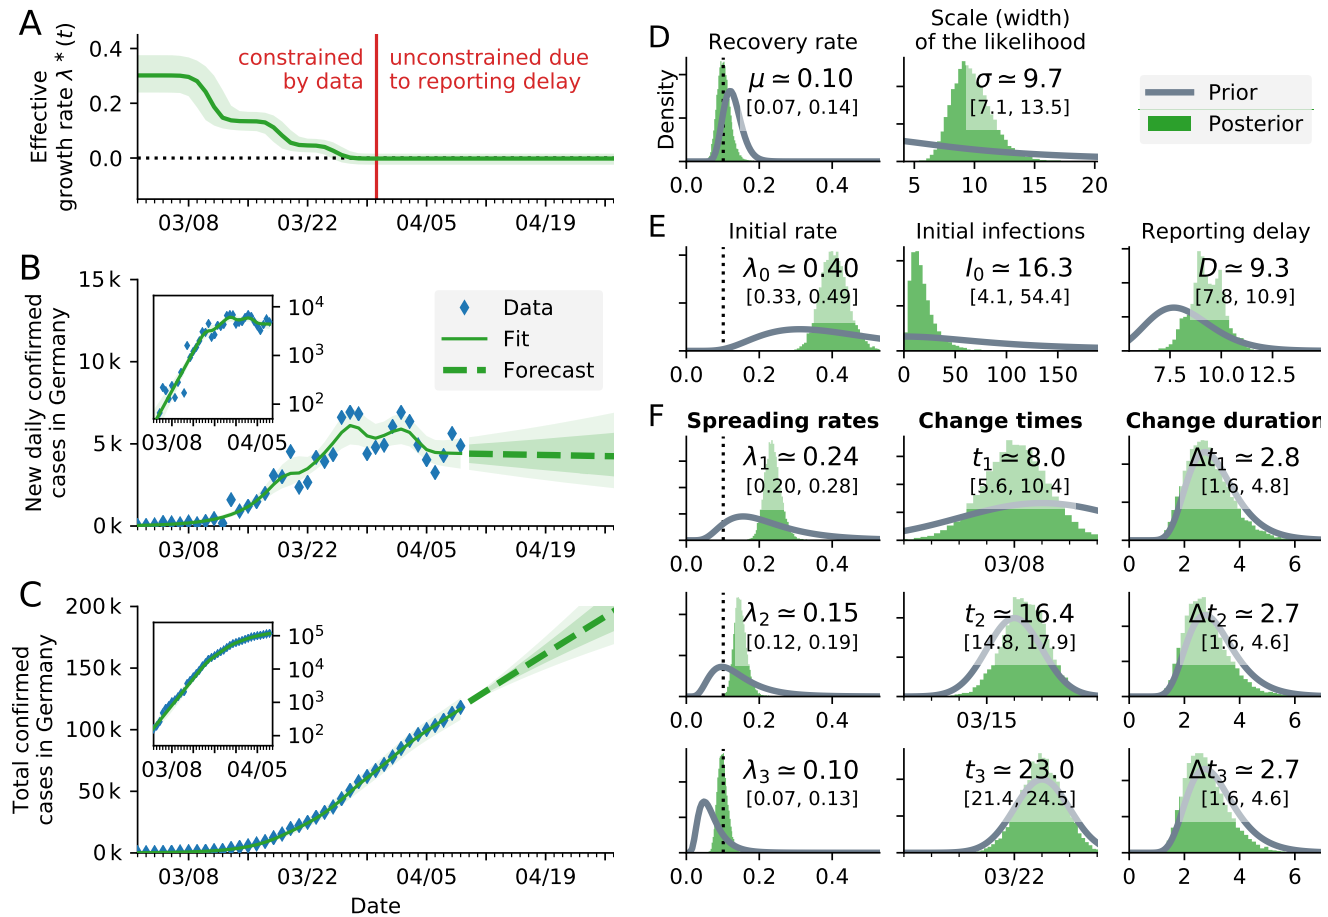 A
Effective
growth rate λ * (t)
0.4
0.2
0.0
constrained
by data
unconstrained due
to reporting delay
03/08 03/22 04/05 04/19
B
New daily confirmed
cases in Germany
15 k
10 k
5 k
0 k
10⁴
10³
10²
03/08 04/05
Data
Fit
Forecast
03/08 03/22 04/05 04/19
C
Total confirmed
cases in Germany
200 k
150 k
100 k
50 k
0 k
10⁵
10⁴
10³
10²
03/08 04/05
03/08 03/22 04/05 04/19
Date
D
Density
Recovery rate
μ ≃ 0.10
[0.07, 0.14]
0.0 0.2 0.4
Scale (width)
of the likelihood
σ ≃ 9.7
[7.1, 13.5]
5 10 15 20
Prior
Posterior
E
Initial rate
λ₀ ≃ 0.40
[0.33, 0.49]
0.0 0.2 0.4
Initial infections
I₀ ≃ 16.3
[4.1, 54.4]
0 50 100 150
Reporting delay
D ≃ 9.3
[7.8, 10.9]
7.5 10.0 12.5
F
Spreading rates
λ₁ ≃ 0.24
[0.20, 0.28]
0.0 0.2 0.4
Change times
t₁ ≃ 8.0
[5.6, 10.4]
03/08
Change duration
Δt₁ ≃ 2.8
[1.6, 4.8]
0 2 4 6
λ₂ ≃ 0.15
[0.12, 0.19]
0.0 0.2 0.4
t₂ ≃ 16.4
[14.8, 17.9]
03/15
Δt₂ ≃ 2.7
[1.6, 4.6]
0 2 4 6
λ₃ ≃ 0.10
[0.07, 0.13]
0.0 0.2 0.4
t₃ ≃ 23.0
[21.4, 24.5]
03/22
Δt₃ ≃ 2.7
[1.6, 4.6]
0 2 4 6